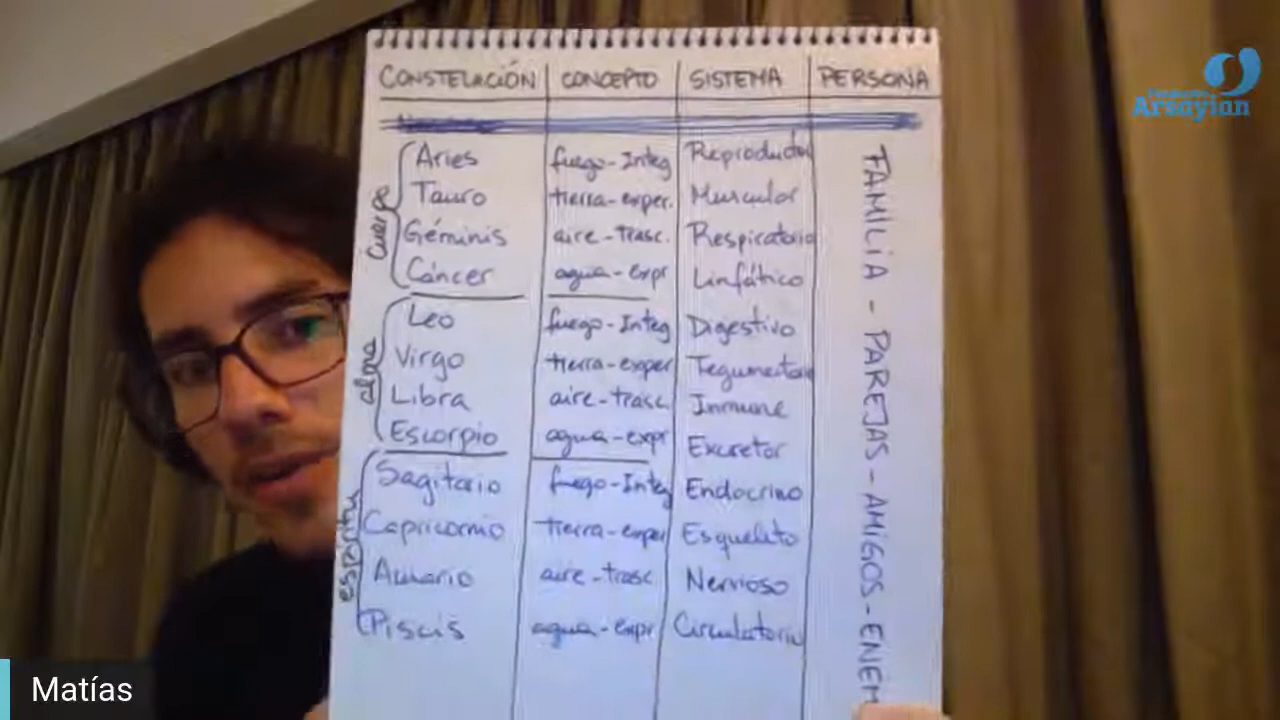 CONSTELACIÓN CONCEPTO SISTEMA PERSONA
cuerpo
Aries fuego-Integ Reproductor
Tauro tierra-exper. Muscular
Géminis aire-trasc. Respiratorio
Cáncer agua-expr Linfático
alma
Leo fuego-Integ Digestivo
Virgo tierra-exper Tegumentario
Libra aire-trasc. Inmune
Escorpio agua-expr Excretor
espíritu
Sagitario fuego-Integ Endocrino
Capricornio tierra-exper Esqueleto
Acuario aire-trasc Nervioso
Piscis agua-expr Circulatorio
FAMILIA - PAREJAS - AMIGOS - ENEM
Arsayian
Matías